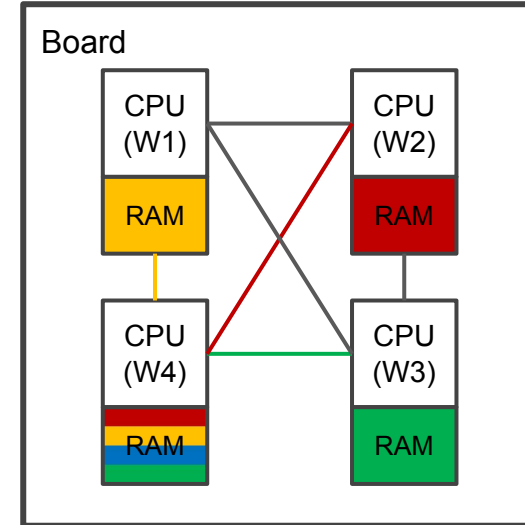 Board
CPU
(W1)
RAM
CPU
(W2)
RAM
CPU
(W4)
RAM
CPU
(W3)
RAM